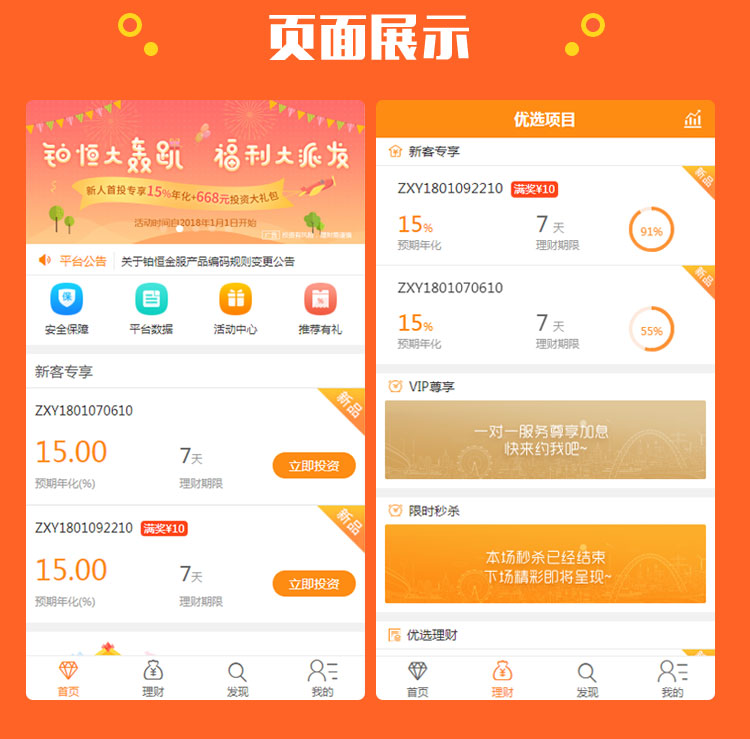 页面展示
铂恒大轰趴 福利大派发
新人首投专享15%年化+668元投资大礼包
活动时间自2018年1月1日开始
平台公告 关于铂恒金服产品编码规则变更公告
安全保障 平台数据 活动中心 推荐有礼
新客专享
ZXY1801070610
新品
15.00
7天
立即投资
预期年化(%) 理财期限
ZXY1801092210 满奖¥10
新品
15.00
7天
立即投资
预期年化(%) 理财期限
首页 理财 发现 我的
优选项目
新客专享
ZXY1801092210 满奖¥10
新品
15% 7天 91%
预期年化 理财期限
ZXY1801070610
新品
15% 7天 55%
预期年化 理财期限
VIP尊享
一对一服务尊享加息
快来约我吧~
限时秒杀
本场秒杀已经结束
下场精彩即将呈现~
优选理财
首页 理财 发现 我的